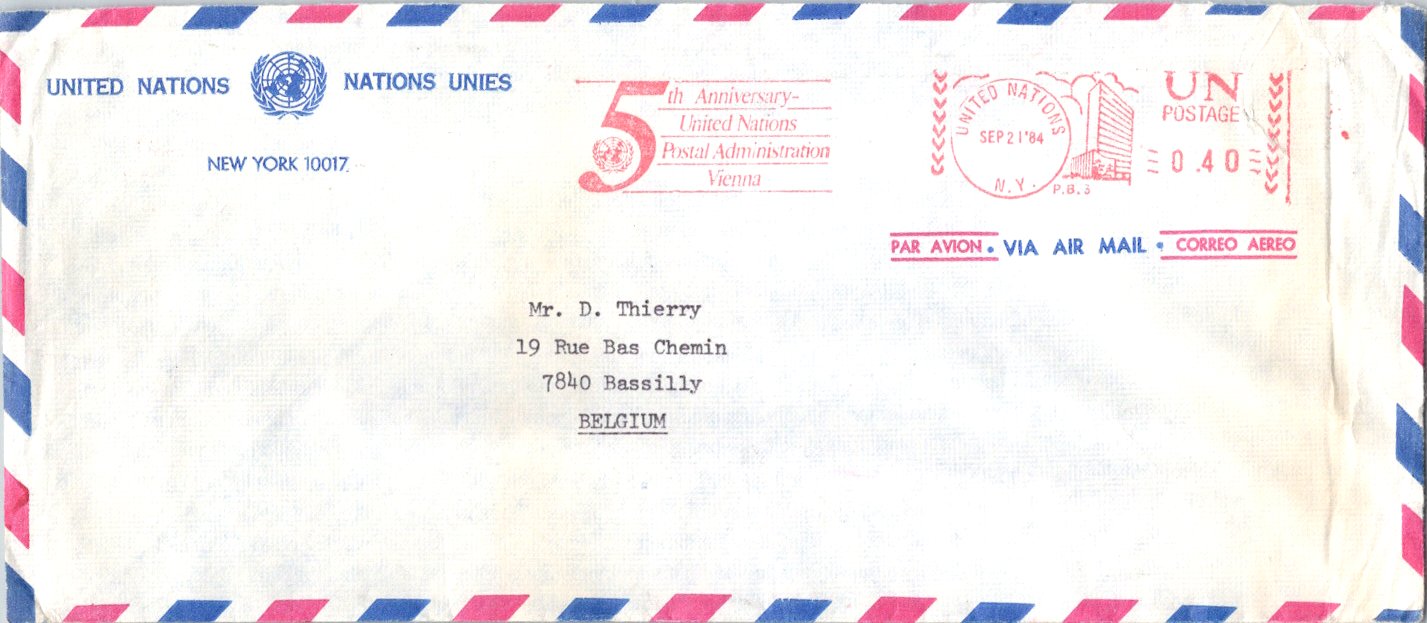 UNITED NATIONS NATIONS UNIES
NEW YORK 10017
5th Anniversary-
United Nations
Postal Administration
Vienna
UNITED NATIONS
SEP 21 '84
N.Y.
P.B.3
UN
POSTAGE
0.40
PAR AVION • VIA AIR MAIL • CORREO AEREO
Mr. D. Thierry
19 Rue Bas Chemin
7840 Bassilly
BELGIUM